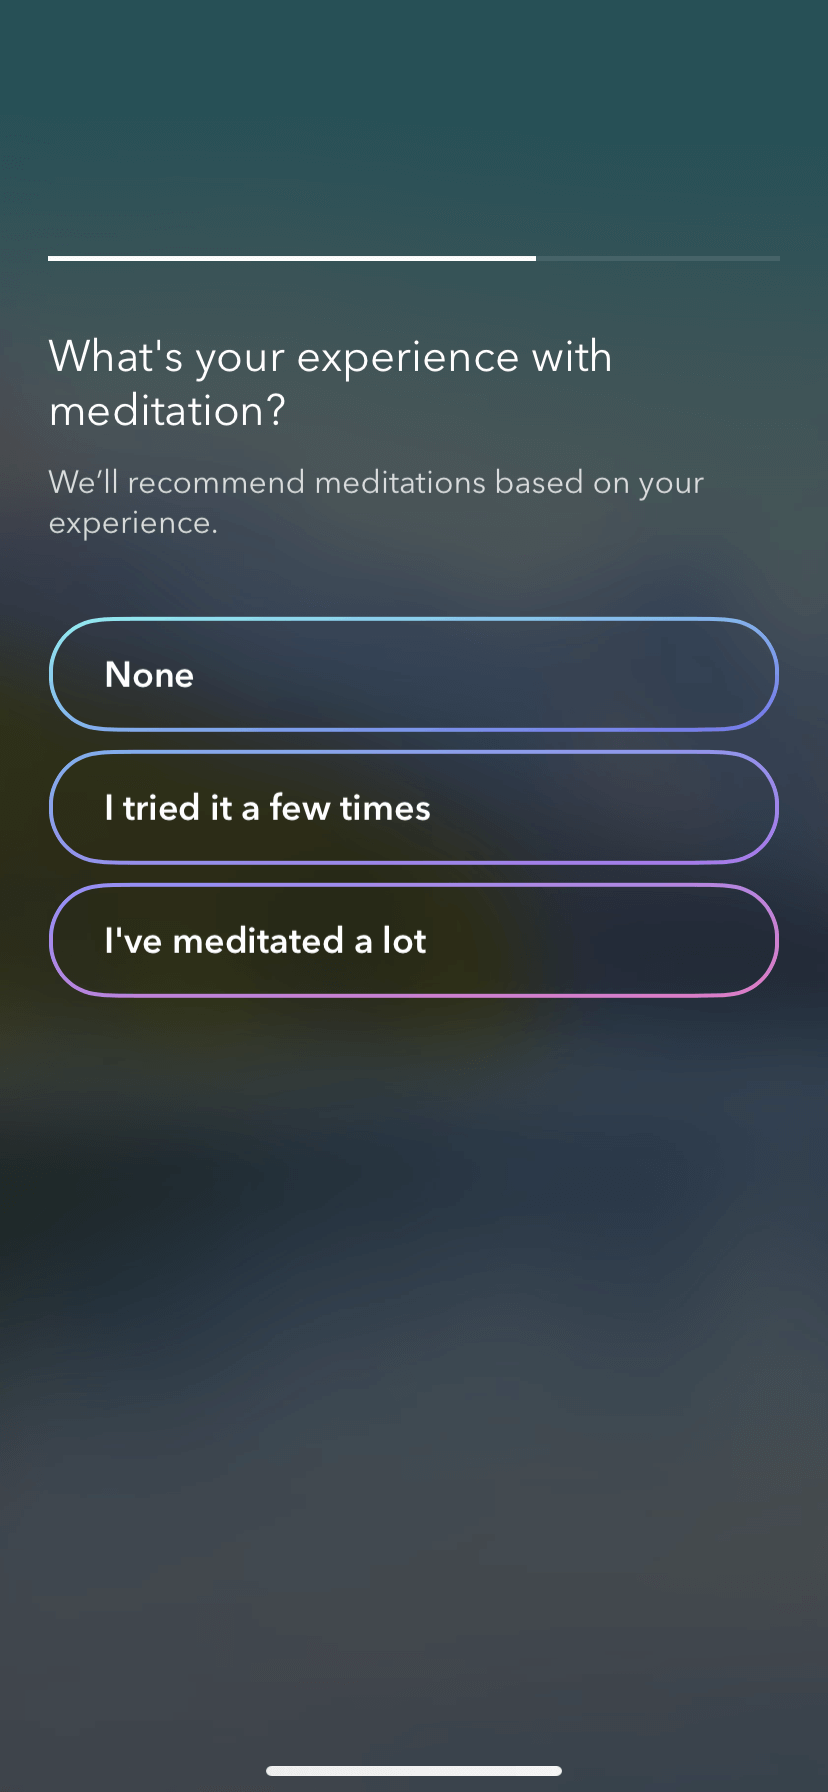 What's your experience with
meditation?
We’ll recommend meditations based on your
experience.
None
I tried it a few times
I've meditated a lot